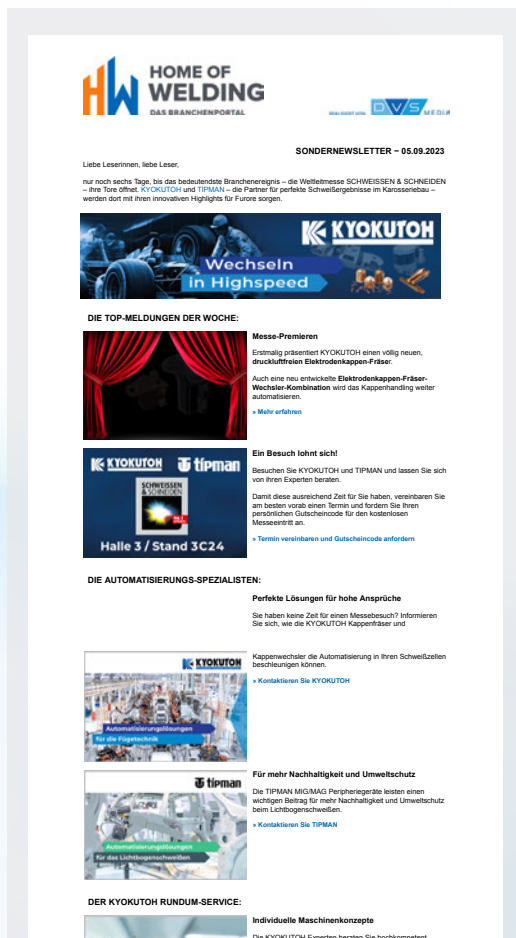 HOME OF
WELDING
DAS BRANCHENPORTAL
DVS MEDIA
SONDERNEWSLETTER – 05.09.2023
Liebe Leserinnen, liebe Leser,
nur noch sechs Tage, bis das bedeutendste Branchenereignis – die Weltleitmesse SCHWEISSEN & SCHNEIDEN
– ihre Tore öffnet. KYOKUTOH und TIPMAN – die Partner für perfekte Schweißergebnisse im Karosseriebau –
werden dort mit ihren innovativen Highlights für Furore sorgen.
KYOKUTOH
Wechseln
in Highspeed
DIE TOP-MELDUNGEN DER WOCHE:
Messe-Premieren
Erstmalig präsentiert KYOKUTOH einen völlig neuen,
druckluftfreien Elektrodenkappen-Fräser.
Auch eine neu entwickelte Elektrodenkappen-Fräser-
Wechsler-Kombination wird das Kappenhandling weiter
automatisieren.
» Mehr erfahren
KYOKUTOH tipman
SCHWEISSEN
& SCHNEIDEN
Halle 3 / Stand 3C24
Ein Besuch lohnt sich!
Besuchen Sie KYOKUTOH und TIPMAN und lassen Sie sich
von ihren Experten beraten.
Damit diese ausreichend Zeit für Sie haben, vereinbaren Sie
am besten vorab einen Termin und fordern Sie Ihren
persönlichen Gutscheincode für den kostenlosen
Messeeintritt an.
» Termin vereinbaren und Gutscheincode anfordern
DIE AUTOMATISIERUNGS-SPEZIALISTEN:
Perfekte Lösungen für hohe Ansprüche
Sie haben keine Zeit für einen Messebesuch? Informieren
Sie sich, wie die KYOKUTOH Kappenfräser und
Kappenwechsler die Automatisierung in Ihren Schweißzellen
beschleunigen können.
» Kontaktieren Sie KYOKUTOH
KYOKUTOH
Automatisierungslösungen
für die Fügetechnik
tipman
Automatisierungslösungen
für das Lichtbogenschweißen
Für mehr Nachhaltigkeit und Umweltschutz
Die TIPMAN MIG/MAG Peripheriegeräte leisten einen
wichtigen Beitrag für mehr Nachhaltigkeit und Umweltschutz
beim Lichtbogenschweißen.
» Kontaktieren Sie TIPMAN
DER KYOKUTOH RUNDUM-SERVICE:
Individuelle Maschinenkonzepte
Die KYOKUTOH Experten beraten Sie hochkompetent